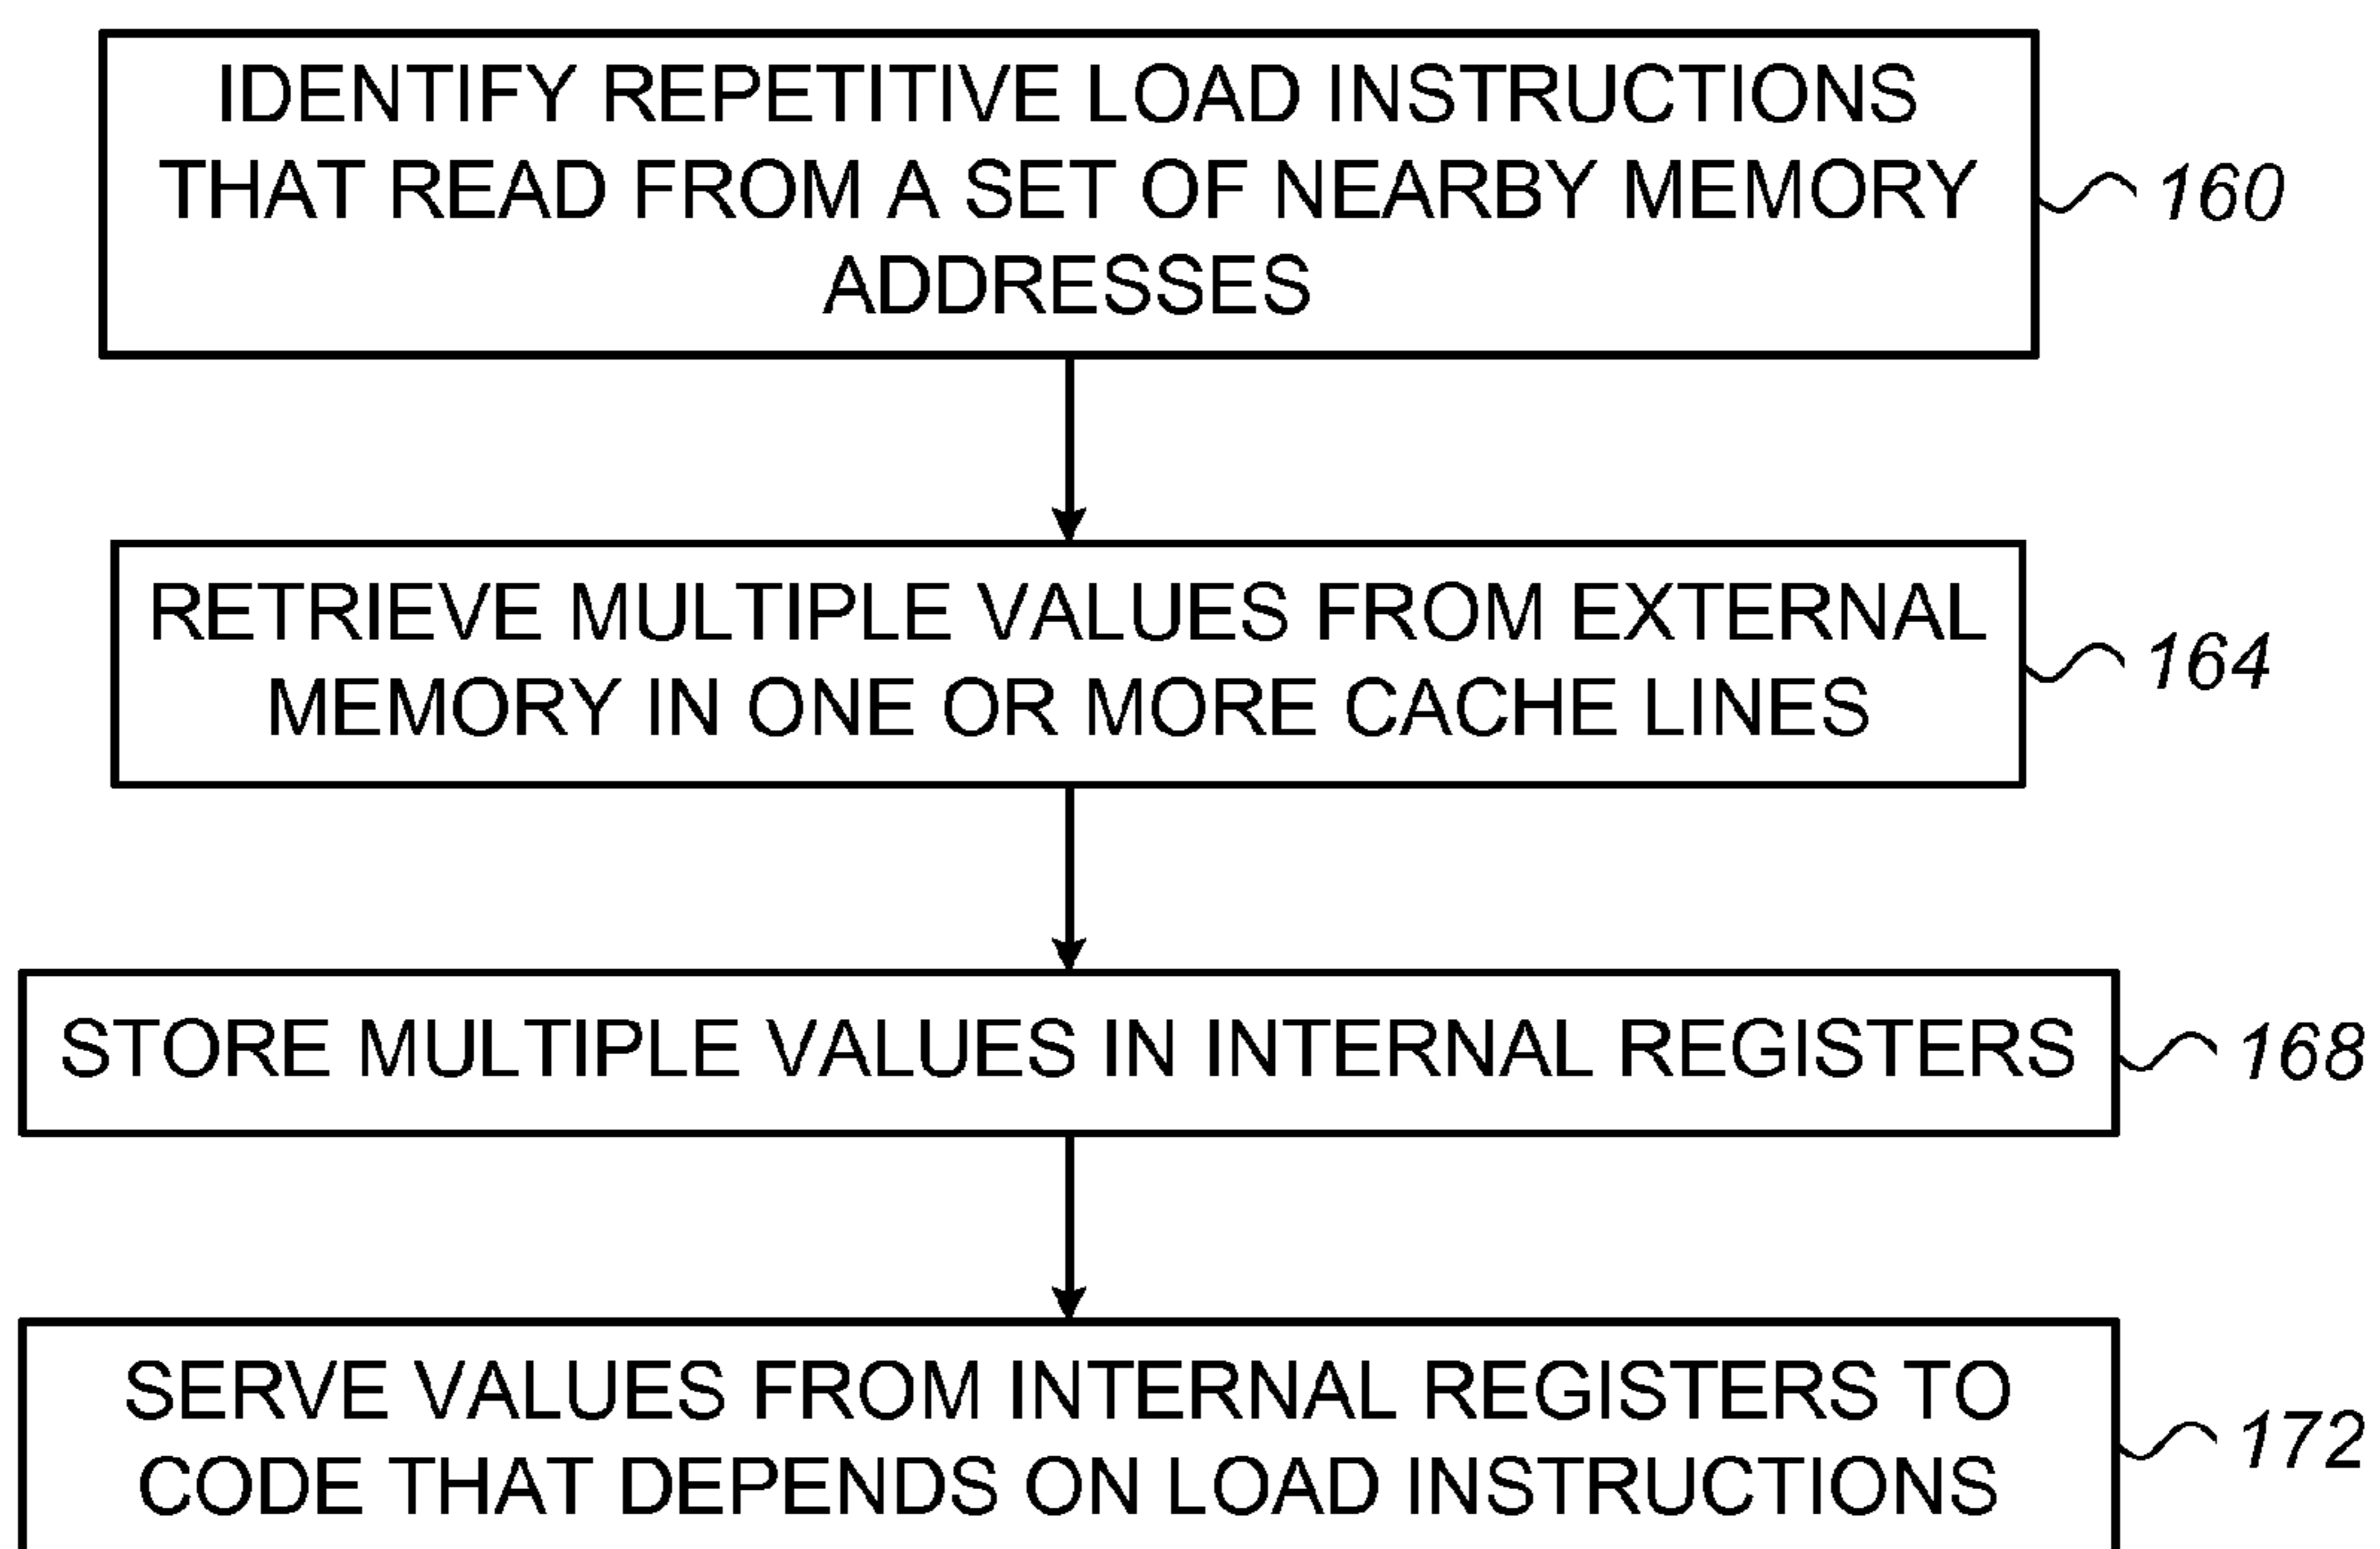 IDENTIFY REPETITIVE LOAD INSTRUCTIONS
THAT READ FROM A SET OF NEARBY MEMORY
ADDRESSES
160
RETRIEVE MULTIPLE VALUES FROM EXTERNAL
MEMORY IN ONE OR MORE CACHE LINES
164
STORE MULTIPLE VALUES IN INTERNAL REGISTERS
168
SERVE VALUES FROM INTERNAL REGISTERS TO
CODE THAT DEPENDS ON LOAD INSTRUCTIONS
172